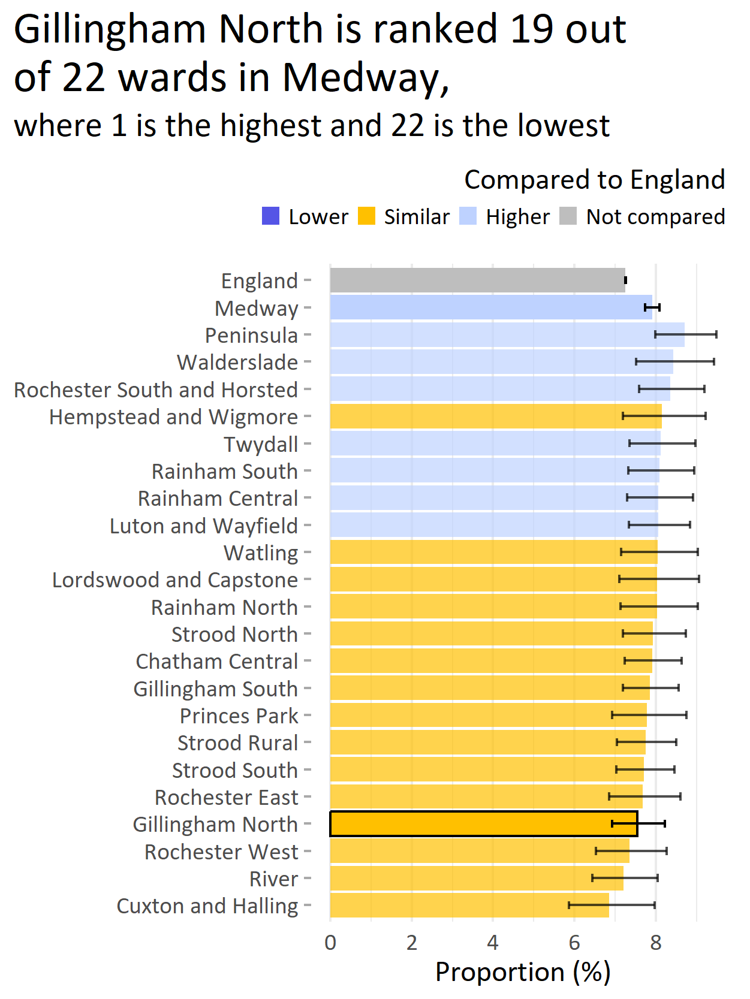 Gillingham North is ranked 19 out
of 22 wards in Medway,
where 1 is the highest and 22 is the lowest
Compared to England
Lower Similar Higher Not compared
England
Medway
Peninsula
Walderslade
Rochester South and Horsted
Hempstead and Wigmore
Twydall
Rainham South
Rainham Central
Luton and Wayfield
Watling
Lordswood and Capstone
Rainham North
Strood North
Chatham Central
Gillingham South
Princes Park
Strood Rural
Strood South
Rochester East
Gillingham North
Rochester West
River
Cuxton and Halling
0 2 4 6 8
Proportion (%)